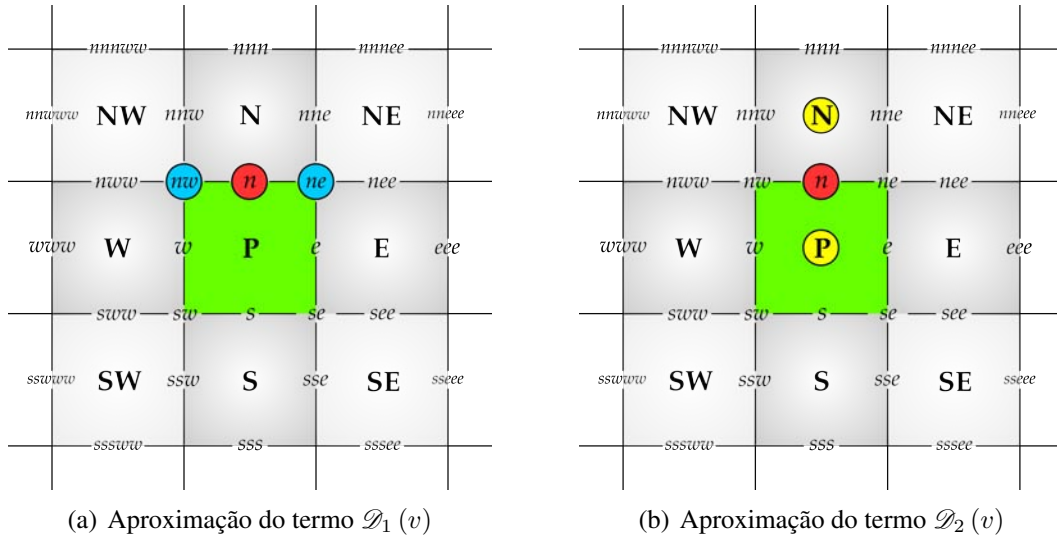 nnnww nnn nnnee
nnwww NW nnw N nne NE nneee
nww nw n ne nee
www W w P e E eee
sww sw s se see
sswww SW ssw S sse SE sseee
sssww sss sssee
(a) Aproximação do termo 𝒟₁ (v)
nnnww nnn nnnee
nnwww NW nnw N nne NE nneee
nww nw n ne nee
www W w P e E eee
sww sw s se see
sswww SW ssw S sse SE sseee
sssww sss sssee
(b) Aproximação do termo 𝒟₂ (v)